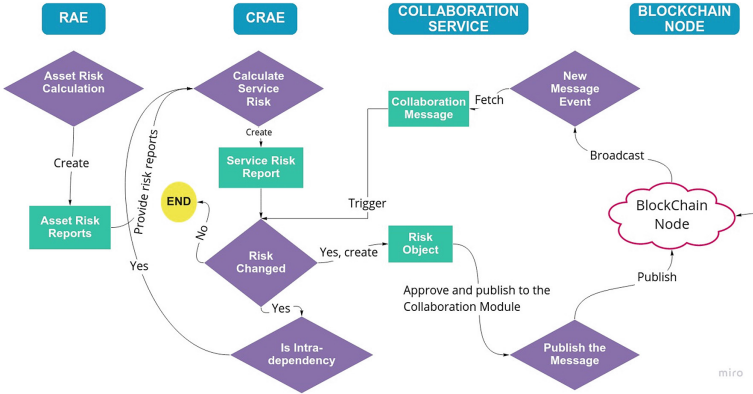 RAE
CRAE
COLLABORATION
SERVICE
BLOCKCHAIN
NODE
Asset Risk
Calculation
Calculate
Service
Risk
New
Message
Event
Collaboration
Message
Fetch
Create
Create
Provide risk reports
Service Risk
Report
Broadcast
END
Trigger
BlockChain
Node
Asset Risk
Reports
No
Risk
Changed
Yes, create
Risk
Object
Yes
Approve and publish to the
Collaboration Module
Publish
Yes
Is Intra-
dependency
Publish the
Message
miro